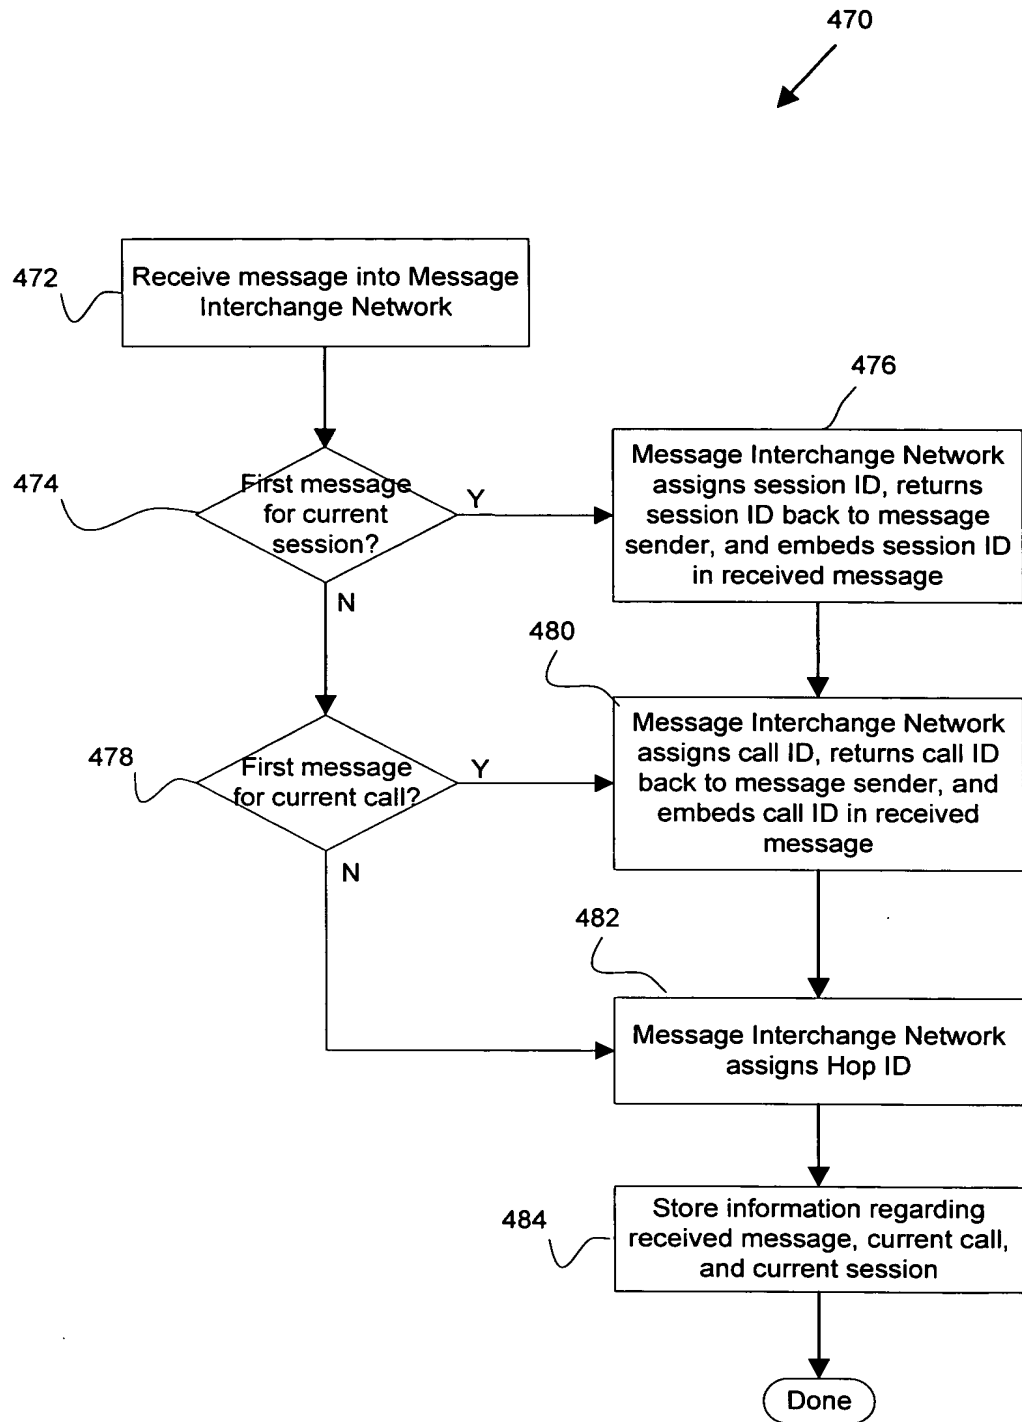 470
472
Receive message into Message
Interchange Network
476
474
First message
for current
session?
Y
N
Message Interchange Network
assigns session ID, returns
session ID back to message
sender, and embeds session ID
in received message
480
478
First message
for current call?
Y
N
Message Interchange Network
assigns call ID, returns call ID
back to message sender, and
embeds call ID in received
message
482
Message Interchange Network
assigns Hop ID
484
Store information regarding
received message, current call,
and current session
Done